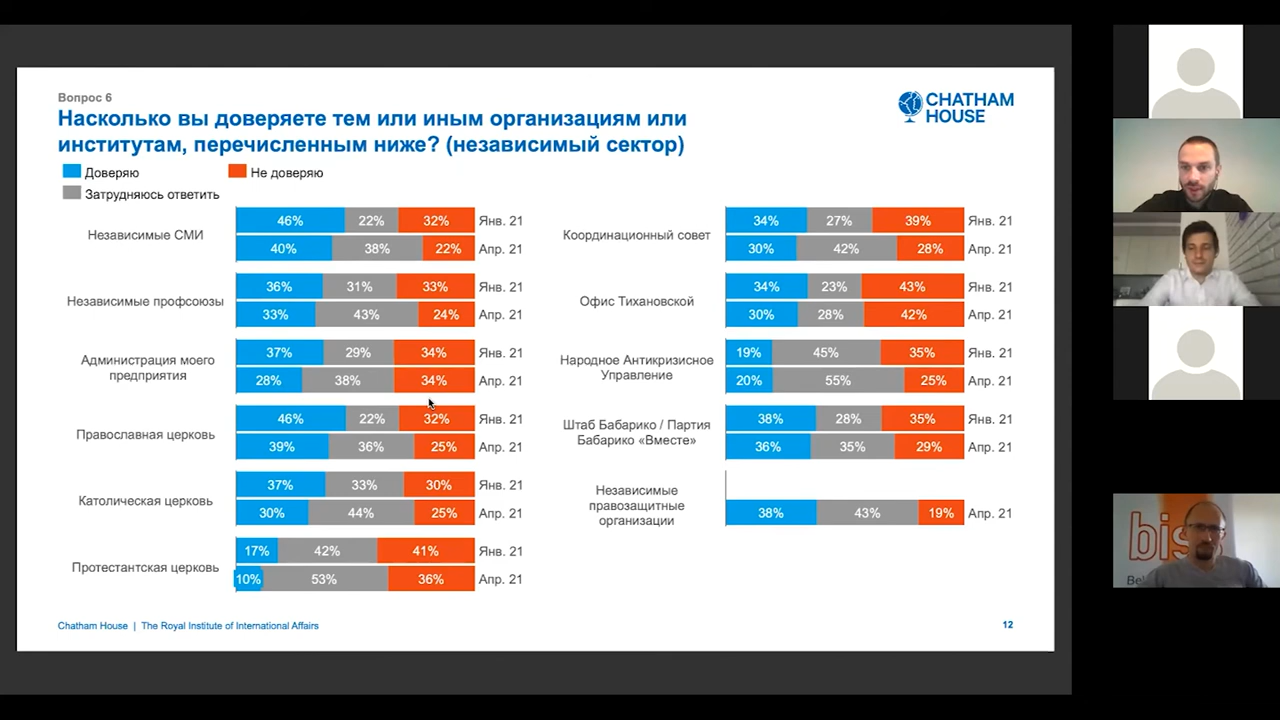 Вопрос 6
Насколько вы доверяете тем или иным организациям или
институтам, перечисленным ниже? (независимый сектор)
CHATHAM
HOUSE
Доверяю
Не доверяю
Затрудняюсь ответить
Независимые СМИ
46% 22% 32% Янв. 21
40% 38% 22% Апр. 21
Независимые профсоюзы
36% 31% 33% Янв. 21
33% 43% 24% Апр. 21
Администрация моего
предприятия
37% 29% 34% Янв. 21
28% 38% 34% Апр. 21
Православная церковь
46% 22% 32% Янв. 21
39% 36% 25% Апр. 21
Католическая церковь
37% 33% 30% Янв. 21
30% 44% 25% Апр. 21
Протестантская церковь
17% 42% 41% Янв. 21
10% 53% 36% Апр. 21
Координационный совет
34% 27% 39% Янв. 21
30% 42% 28% Апр. 21
Офис Тихановской
34% 23% 43% Янв. 21
30% 28% 42% Апр. 21
Народное Антикризисное
Управление
19% 45% 35% Янв. 21
20% 55% 25% Апр. 21
Штаб Бабарико / Партия
Бабарико «Вместе»
38% 28% 35% Янв. 21
36% 35% 29% Апр. 21
Независимые
правозащитные
организации
38% 43% 19% Апр. 21
Chatham House | The Royal Institute of International Affairs
12
bis